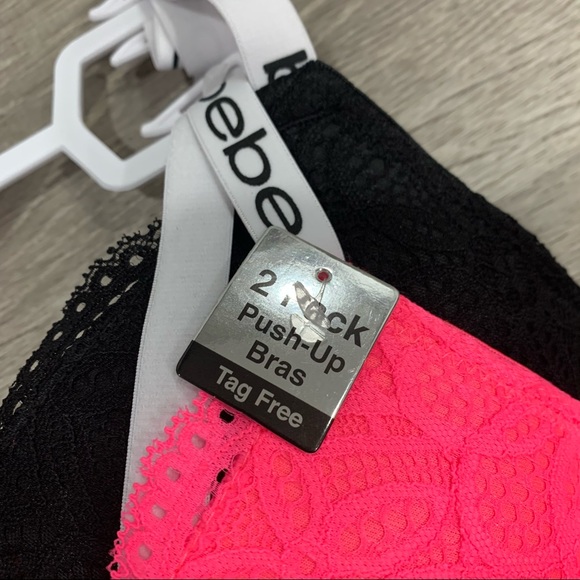 bebe
2 Pack
Push-Up
Bras
Tag Free